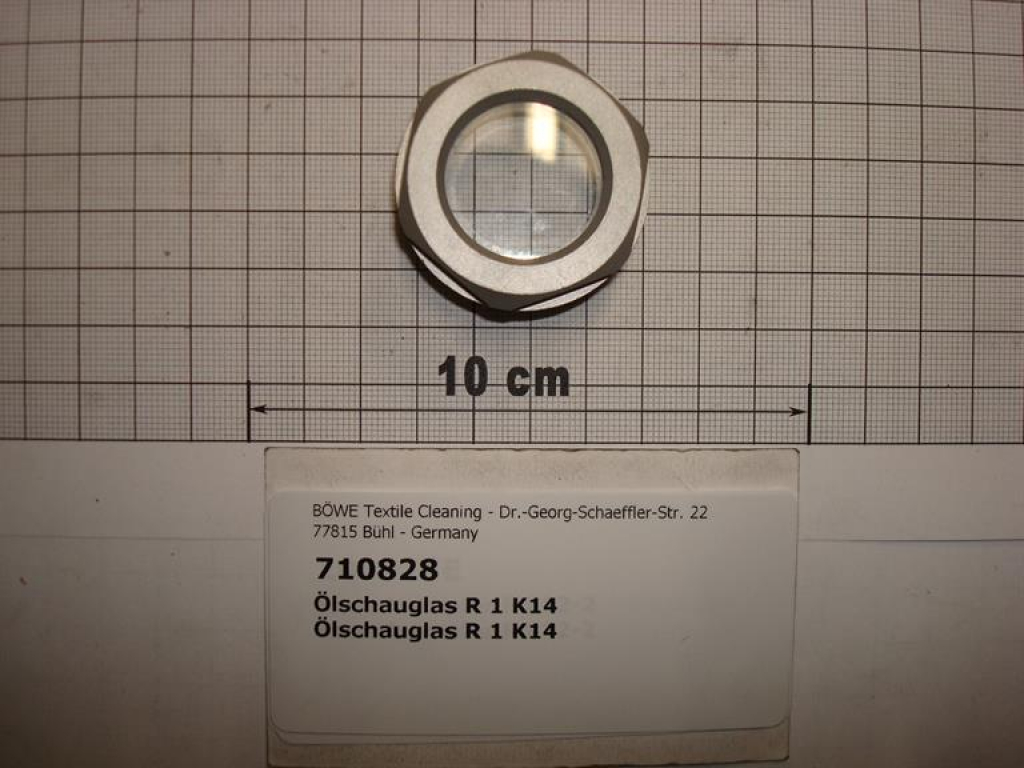 10 cm
BÖWE Textile Cleaning - Dr.-Georg-Schaeffler-Str. 22
77815 Bühl - Germany
710828
Ölschauglas R 1 K14
Ölschauglas R 1 K14